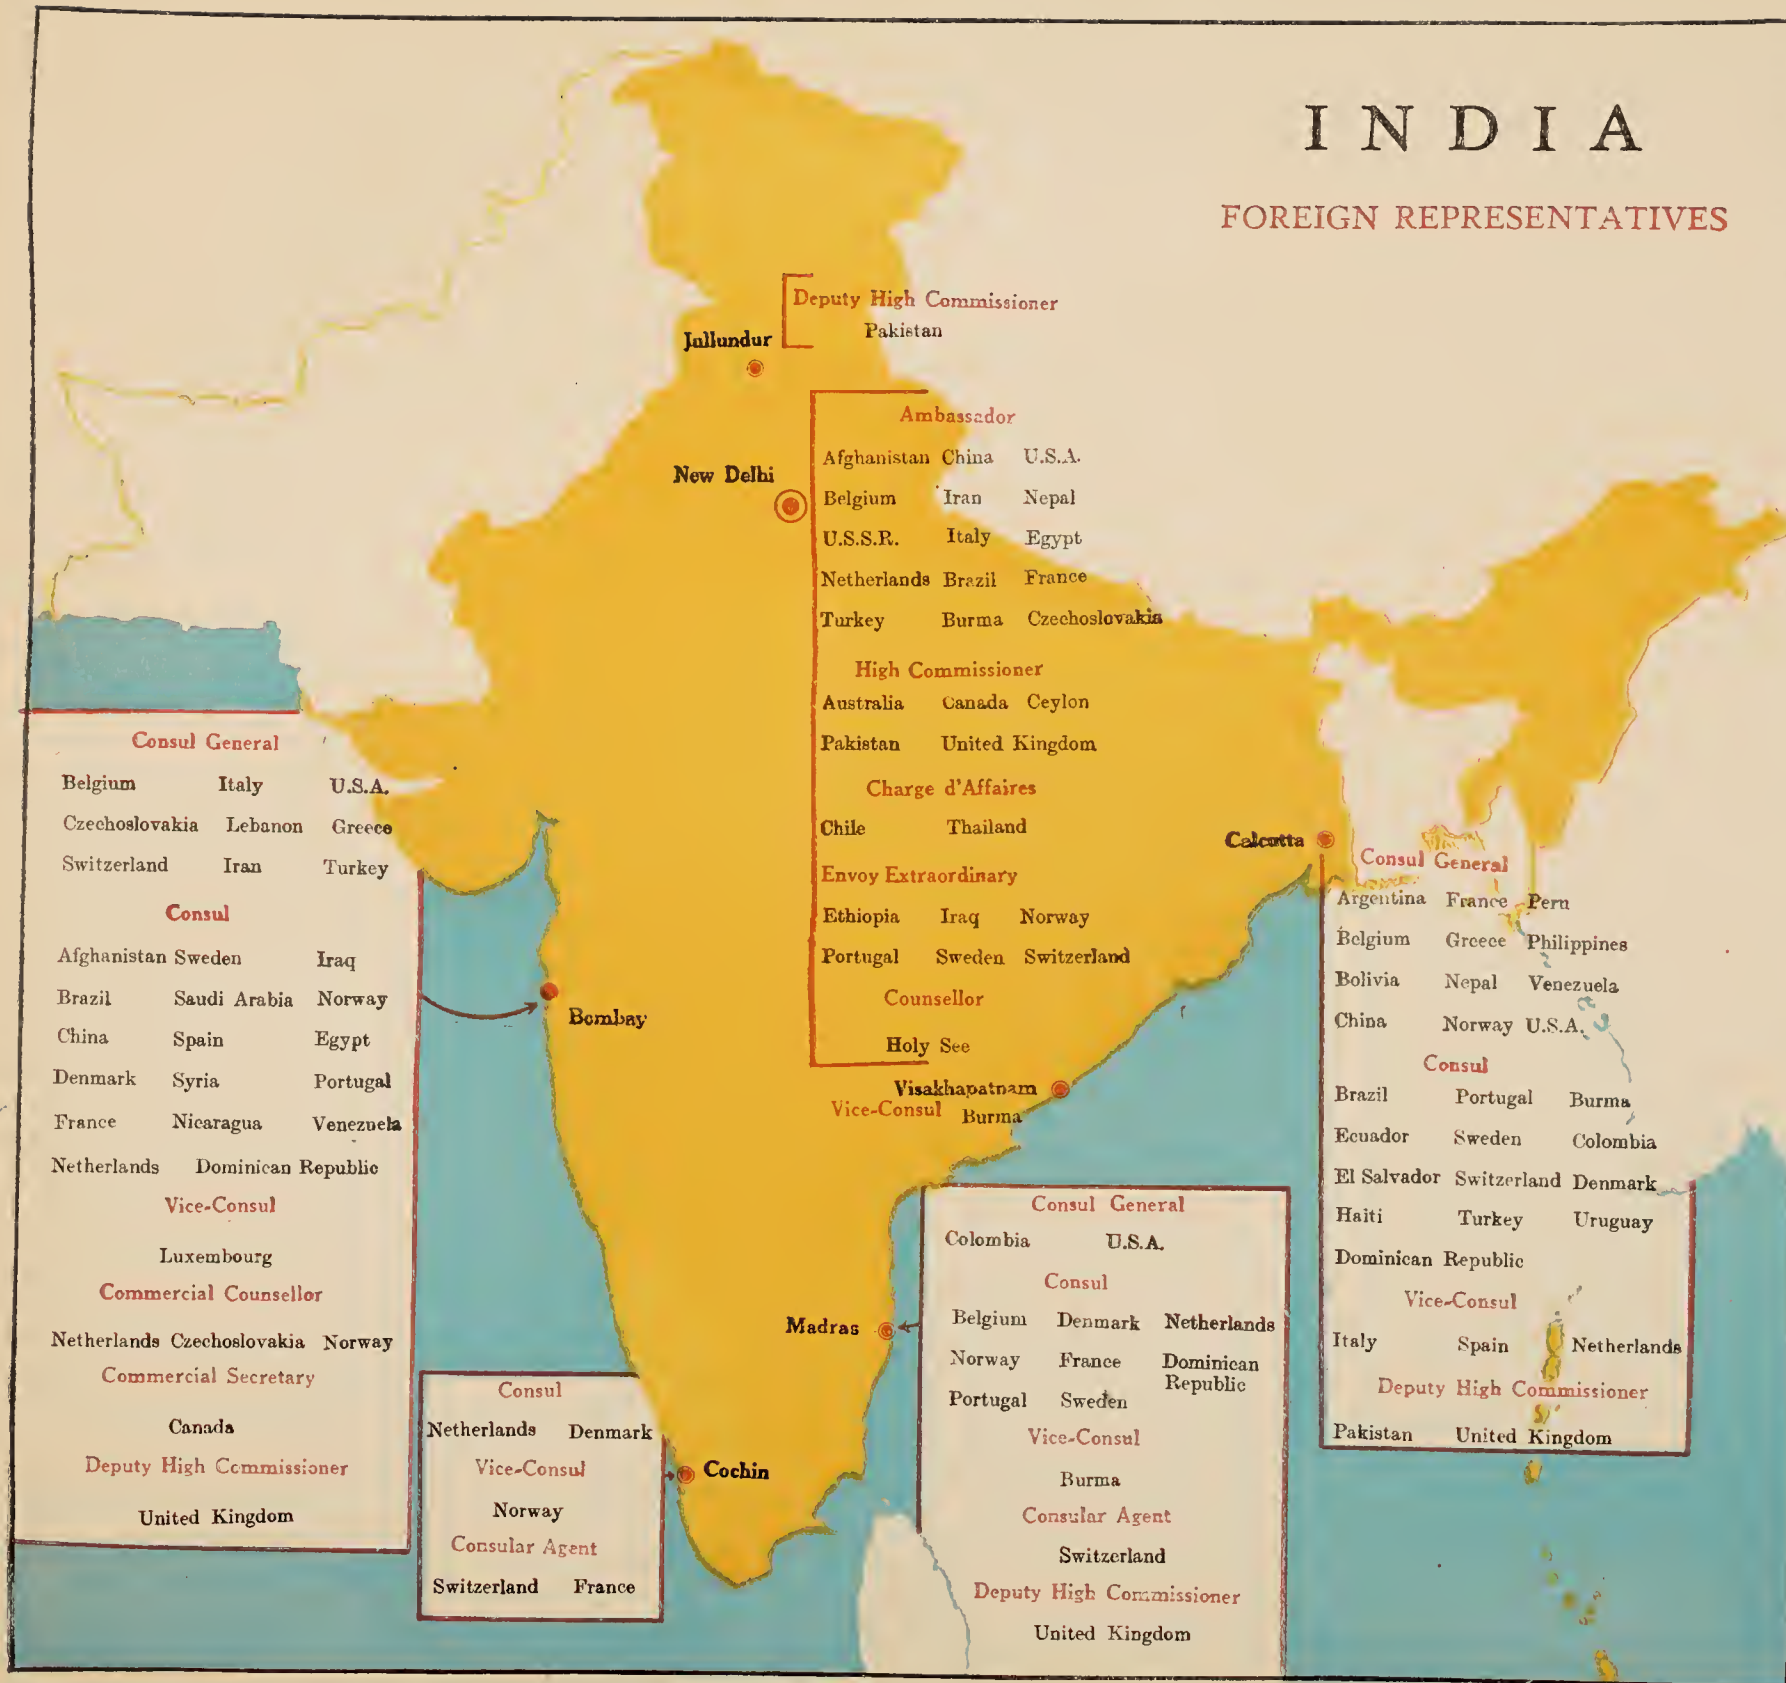 INDIA
FOREIGN REPRESENTATIVES
Deputy High Commissioner
Pakistan
Jullundur
New Delhi
Ambassador
Afghanistan China U.S.A.
Belgium Iran Nepal
U.S.S.R. Italy Egypt
Netherlands Brazil France
Turkey Burma Czechoslovakia
High Commissioner
Australia Canada Ceylon
Pakistan United Kingdom
Charge d'Affaires
Chile Thailand
Envoy Extraordinary
Ethiopia Iraq Norway
Portugal Sweden Switzerland
Counsellor
Holy See
Consul General
Belgium Italy U.S.A.
Czechoslovakia Lebanon Greece
Switzerland Iran Turkey
Consul
Afghanistan Sweden Iraq
Brazil Saudi Arabia Norway
China Spain Egypt
Denmark Syria Portugal
France Nicaragua Venezuela
Netherlands Dominican Republic
Vice-Consul
Luxembourg
Commercial Counsellor
Netherlands Czechoslovakia Norway
Commercial Secretary
Canada
Deputy High Commissioner
United Kingdom
Bombay
Visakhapatnam
Vice-Consul Burma
Consul
Netherlands Denmark
Vice-Consul
Norway
Consular Agent
Switzerland France
Cochin
Madras
Consul General
Colombia U.S.A.
Consul
Belgium Denmark Netherlands
Norway France Dominican
Republic
Portugal Sweden
Vice-Consul
Burma
Consular Agent
Switzerland
Deputy High Commissioner
United Kingdom
Calcutta
Consul General
Argentina France Peru
Belgium Greece Philippines
Bolivia Nepal Venezuela
China Norway U.S.A.
Consul
Brazil Portugal Burma
Ecuador Sweden Colombia
El Salvador Switzerland Denmark
Haiti Turkey Uruguay
Dominican Republic
Vice-Consul
Italy Spain Netherlands
Deputy High Commissioner
Pakistan United Kingdom